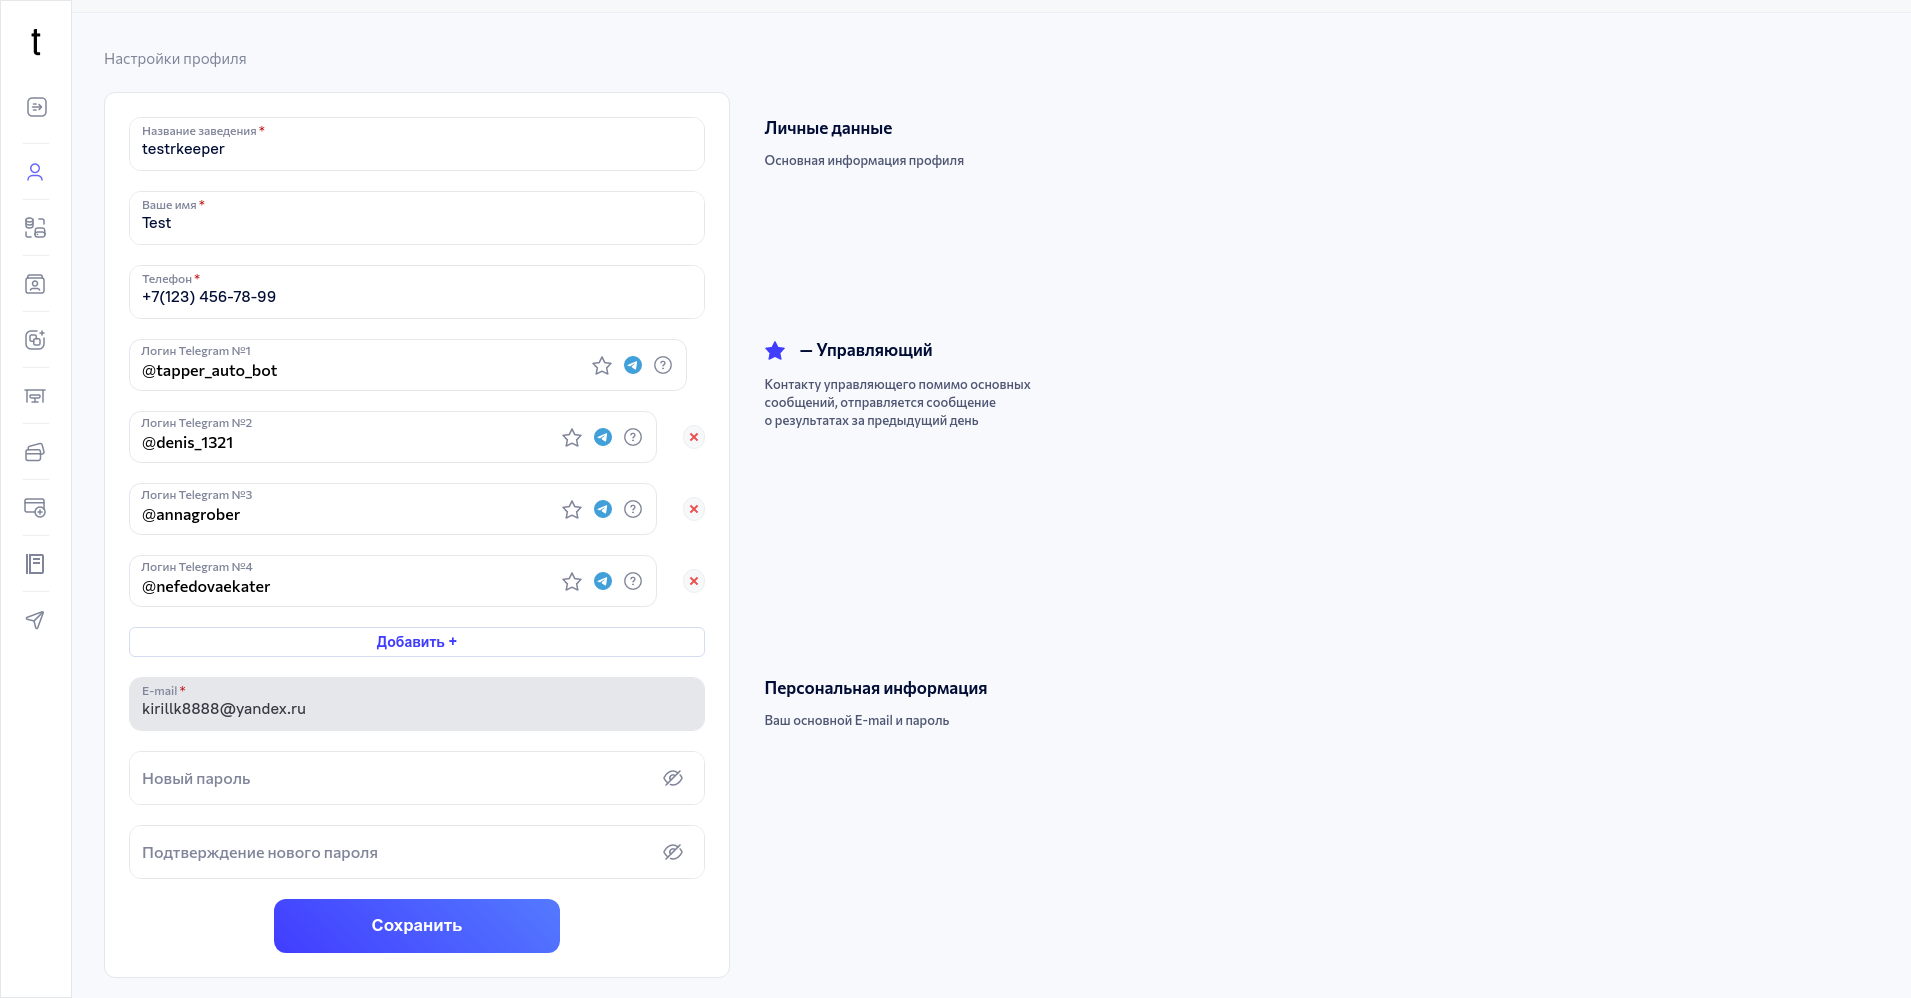 t
Настройки профиля
Название заведения *
testrkeeper
Ваше имя *
Test
Телефон *
+7(123) 456-78-99
Логин Telegram №1
@tapper_auto_bot
Логин Telegram №2
@denis_1321
Логин Telegram №3
@annagrober
Логин Telegram №4
@nefedovaekater
Добавить +
E-mail *
kirillk8888@yandex.ru
Новый пароль
Подтверждение нового пароля
Сохранить
Личные данные
Основная информация профиля
— Управляющий
Контакту управляющего помимо основных
сообщений, отправляется сообщение
о результатах за предыдущий день
Персональная информация
Ваш основной E-mail и пароль